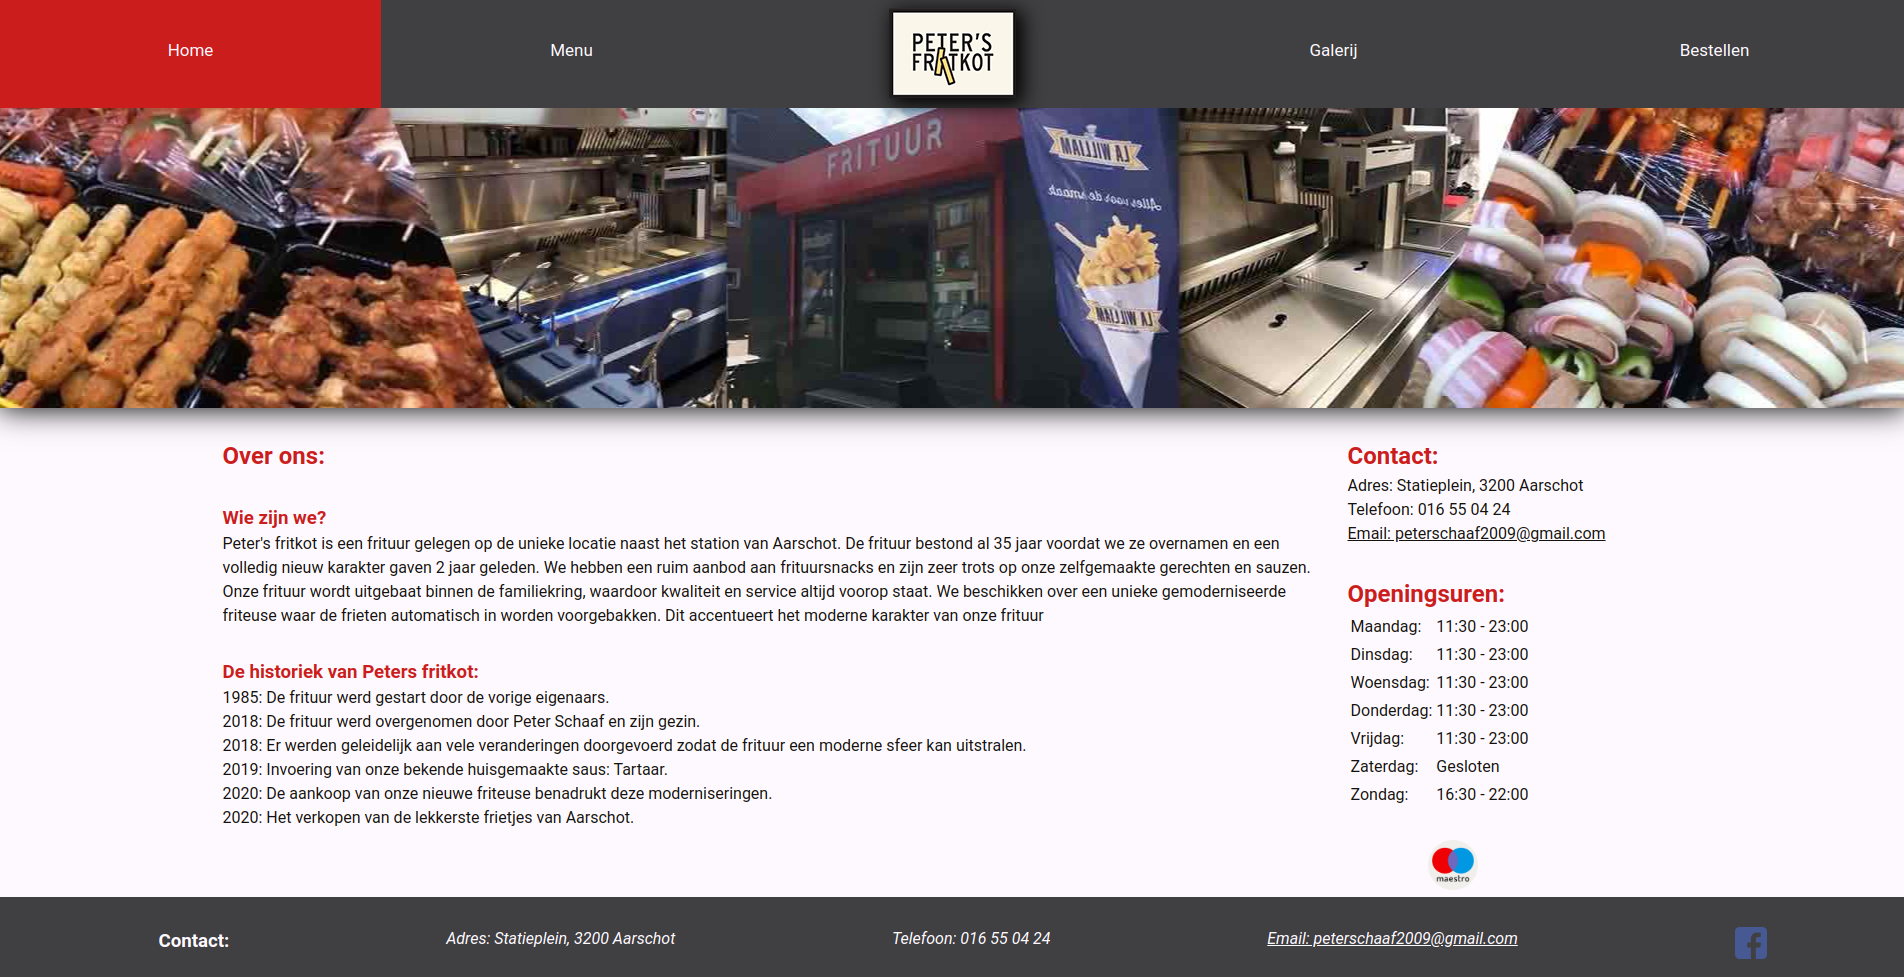 Home
Menu
PETER'S
FRITKOT
Galerij
Bestellen
FRITUUR
LA WILLIAM
Alles voor de smaak
LA WILLIAM
Over ons:
Wie zijn we?
Peter's fritkot is een frituur gelegen op de unieke locatie naast het station van Aarschot. De frituur bestond al 35 jaar voordat we ze overnamen en een
volledig nieuw karakter gaven 2 jaar geleden. We hebben een ruim aanbod aan frituursnacks en zijn zeer trots op onze zelfgemaakte gerechten en sauzen.
Onze frituur wordt uitgebaat binnen de familiekring, waardoor kwaliteit en service altijd voorop staat. We beschikken over een unieke gemoderniseerde
friteuse waar de frieten automatisch in worden voorgebakken. Dit accentueert het moderne karakter van onze frituur
De historiek van Peters fritkot:
1985: De frituur werd gestart door de vorige eigenaars.
2018: De frituur werd overgenomen door Peter Schaaf en zijn gezin.
2018: Er werden geleidelijk aan vele veranderingen doorgevoerd zodat de frituur een moderne sfeer kan uitstralen.
2019: Invoering van onze bekende huisgemaakte saus: Tartaar.
2020: De aankoop van onze nieuwe friteuse benadrukt deze moderniseringen.
2020: Het verkopen van de lekkerste frietjes van Aarschot.
Contact:
Adres: Statieplein, 3200 Aarschot
Telefoon: 016 55 04 24
Email: peterschaaf2009@gmail.com
Openingsuren:
Maandag: 11:30 - 23:00
Dinsdag: 11:30 - 23:00
Woensdag: 11:30 - 23:00
Donderdag: 11:30 - 23:00
Vrijdag: 11:30 - 23:00
Zaterdag: Gesloten
Zondag: 16:30 - 22:00
maestro
Contact:
Adres: Statieplein, 3200 Aarschot
Telefoon: 016 55 04 24
Email: peterschaaf2009@gmail.com